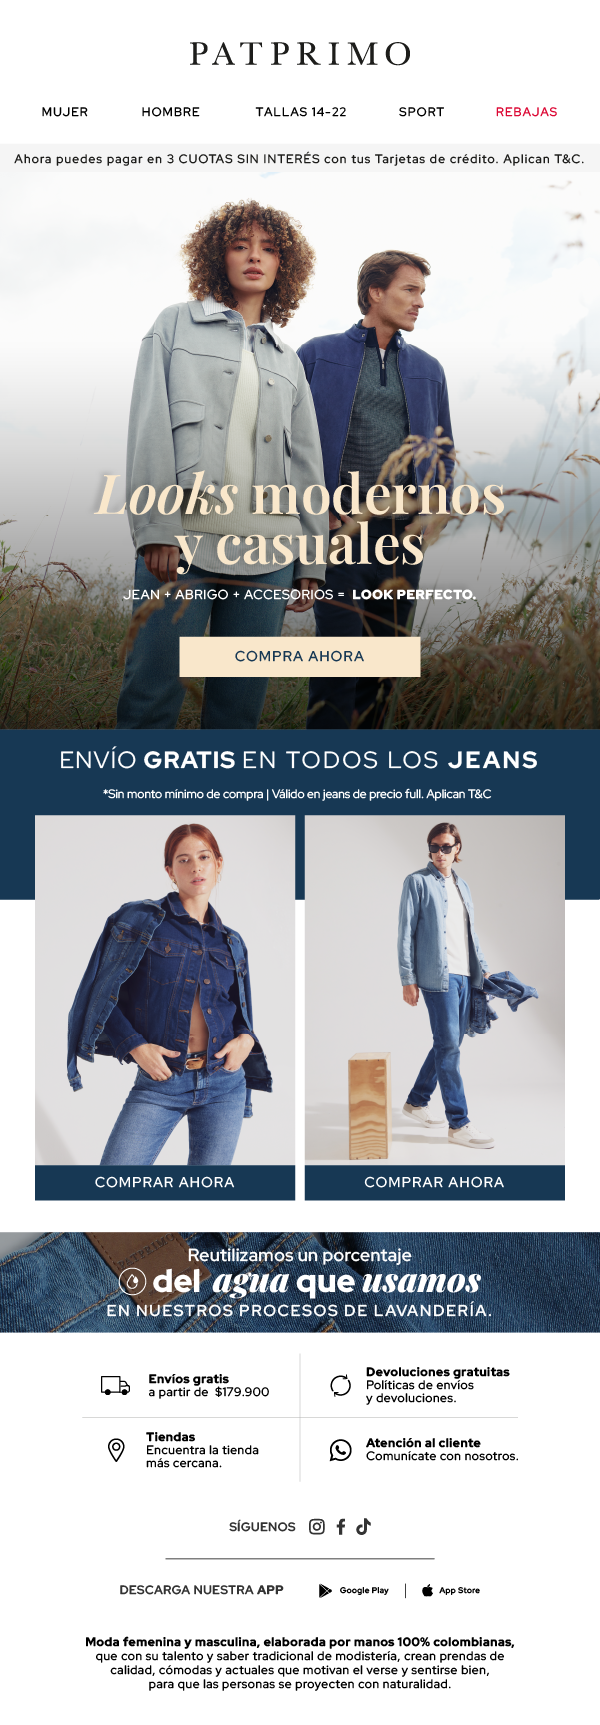 PATPRIMO
MUJER HOMBRE TALLAS 14-22 SPORT REBAJAS
Ahora puedes pagar en 3 CUOTAS SIN INTERÉS con tus Tarjetas de crédito. Aplican T&C.
Looks modernos
y casuales
JEAN + ABRIGO + ACCESORIOS = LOOK PERFECTO.
COMPRA AHORA
ENVÍO GRATIS EN TODOS LOS JEANS
*Sin monto mínimo de compra | Válido en jeans de precio full. Aplican T&C
COMPRAR AHORA COMPRAR AHORA
PATPRIMO
Reutilizamos un porcentaje
del agua que usamos
EN NUESTROS PROCESOS DE LAVANDERÍA.
Envíos gratis
a partir de $179.900
Devoluciones gratuitas
Políticas de envíos
y devoluciones.
Tiendas
Encuentra la tienda
más cercana.
Atención al cliente
Comunícate con nosotros.
SÍGUENOS
DESCARGA NUESTRA APP Google Play | App Store
Moda femenina y masculina, elaborada por manos 100% colombianas,
que con su talento y saber tradicional de modistería, crean prendas de
calidad, cómodas y actuales que motivan el verse y sentirse bien,
para que las personas se proyecten con naturalidad.